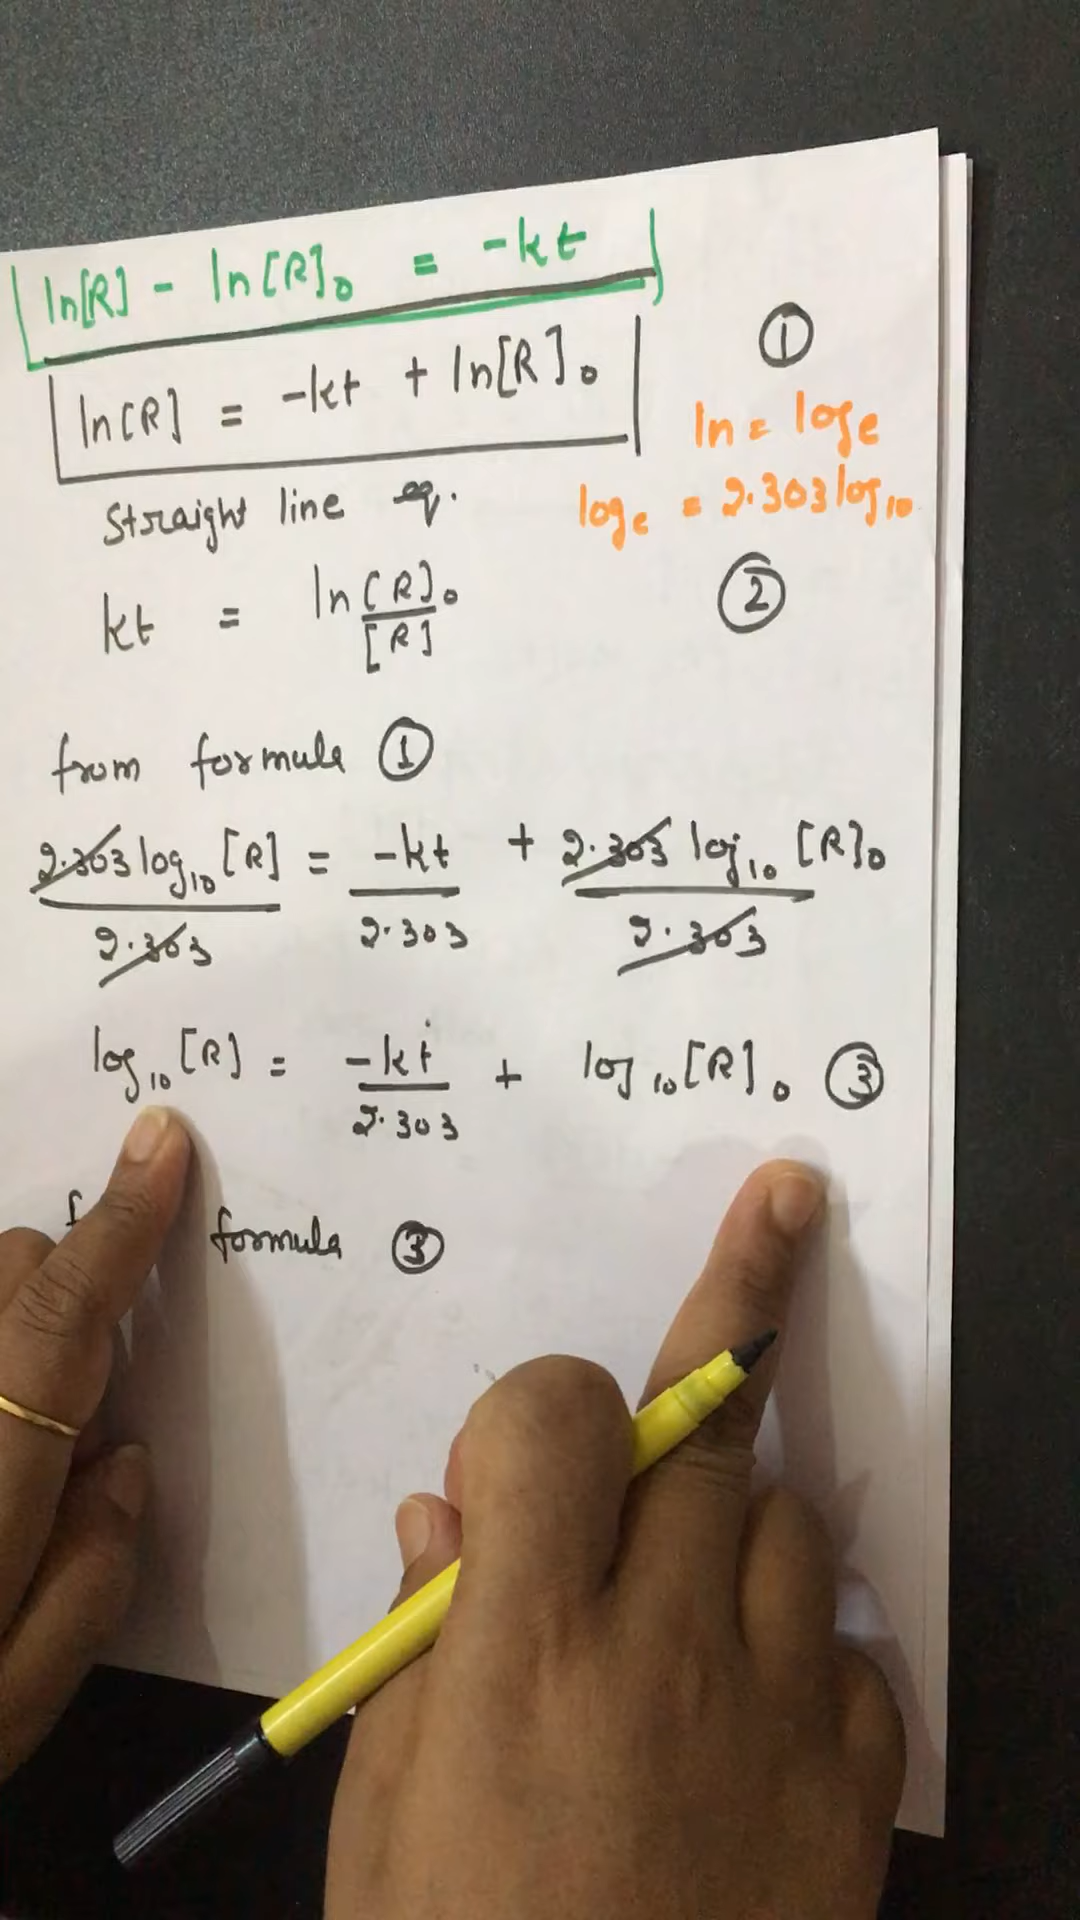 ln[R] - ln[R]₀ = -kt
ln[R] = -kt + ln[R]₀ ①
ln = logₑ
Straight line eq.
logₑ = 2.303 log₁₀
kt = ln [R]₀/[R] ②
from formula ①
2.303 log₁₀ [R]/2.303 = -kt/2.303 + 2.303 log₁₀ [R]₀/2.303
log₁₀ [R] = -kt/2.303 + log₁₀ [R]₀ ③
formula ③